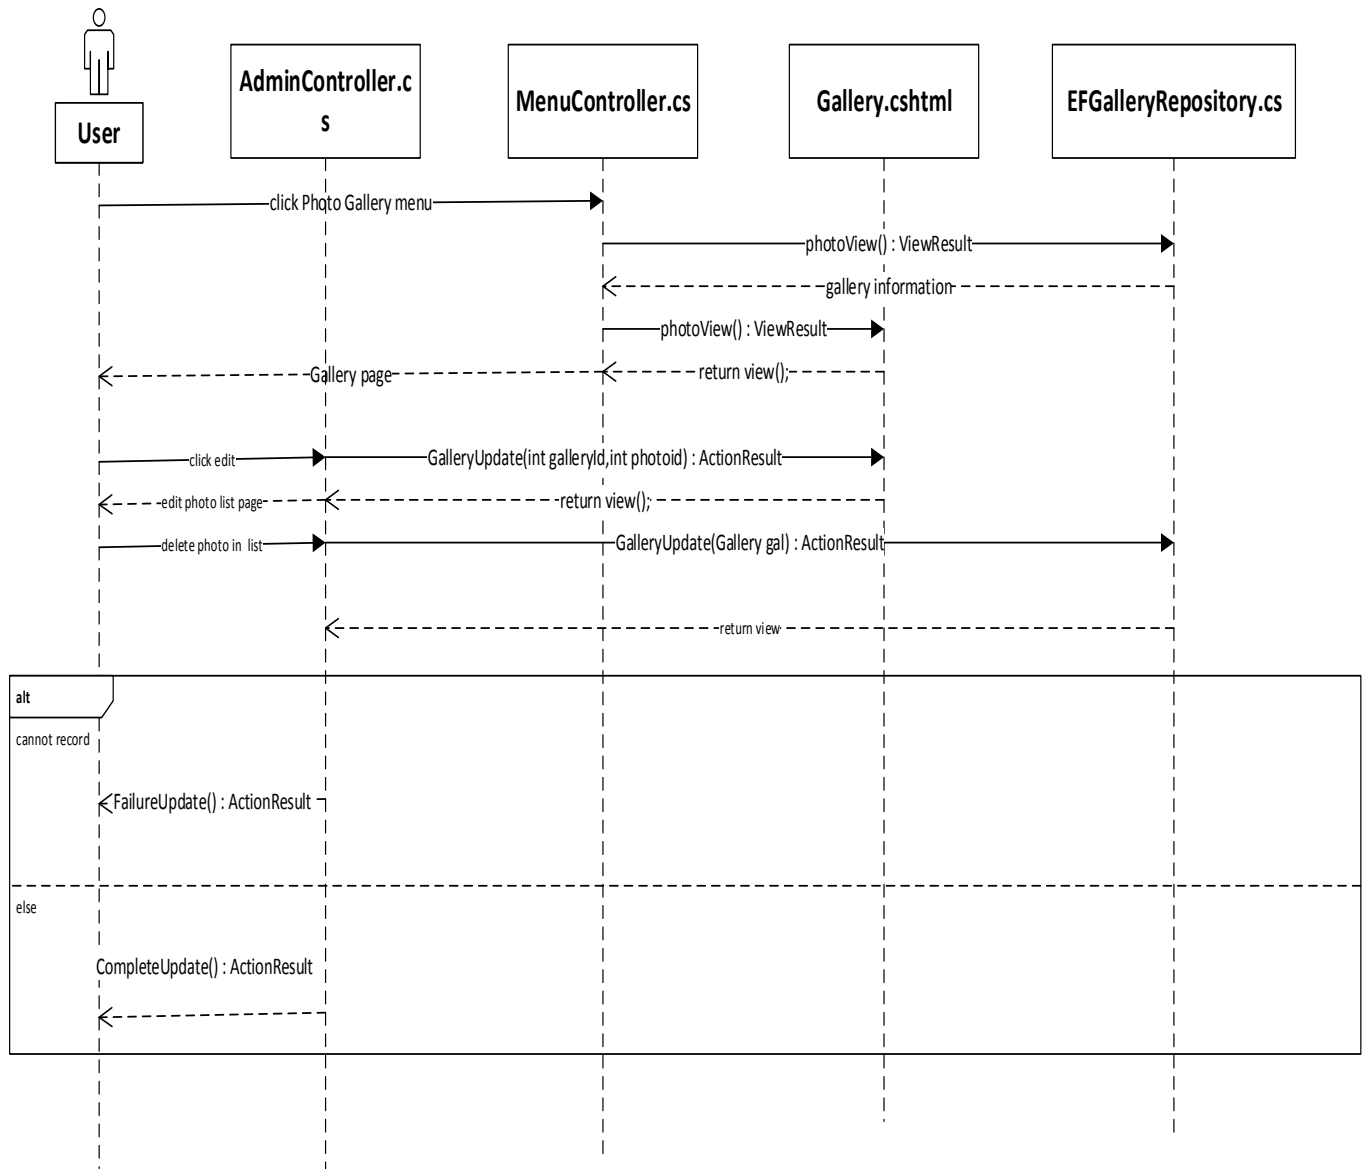 User
AdminController.c
s
MenuController.cs
Gallery.cshtml
EFGalleryRepository.cs
click Photo Gallery menu
photoView() : ViewResult
gallery information
photoView() : ViewResult
Gallery page
return view();
click edit
GalleryUpdate(int galleryId,int photoid) : ActionResult
edit photo list page
return view();
delete photo in list
GalleryUpdate(Gallery gal) : ActionResult
return view
alt
cannot record
FailureUpdate() : ActionResult
else
CompleteUpdate() : ActionResult